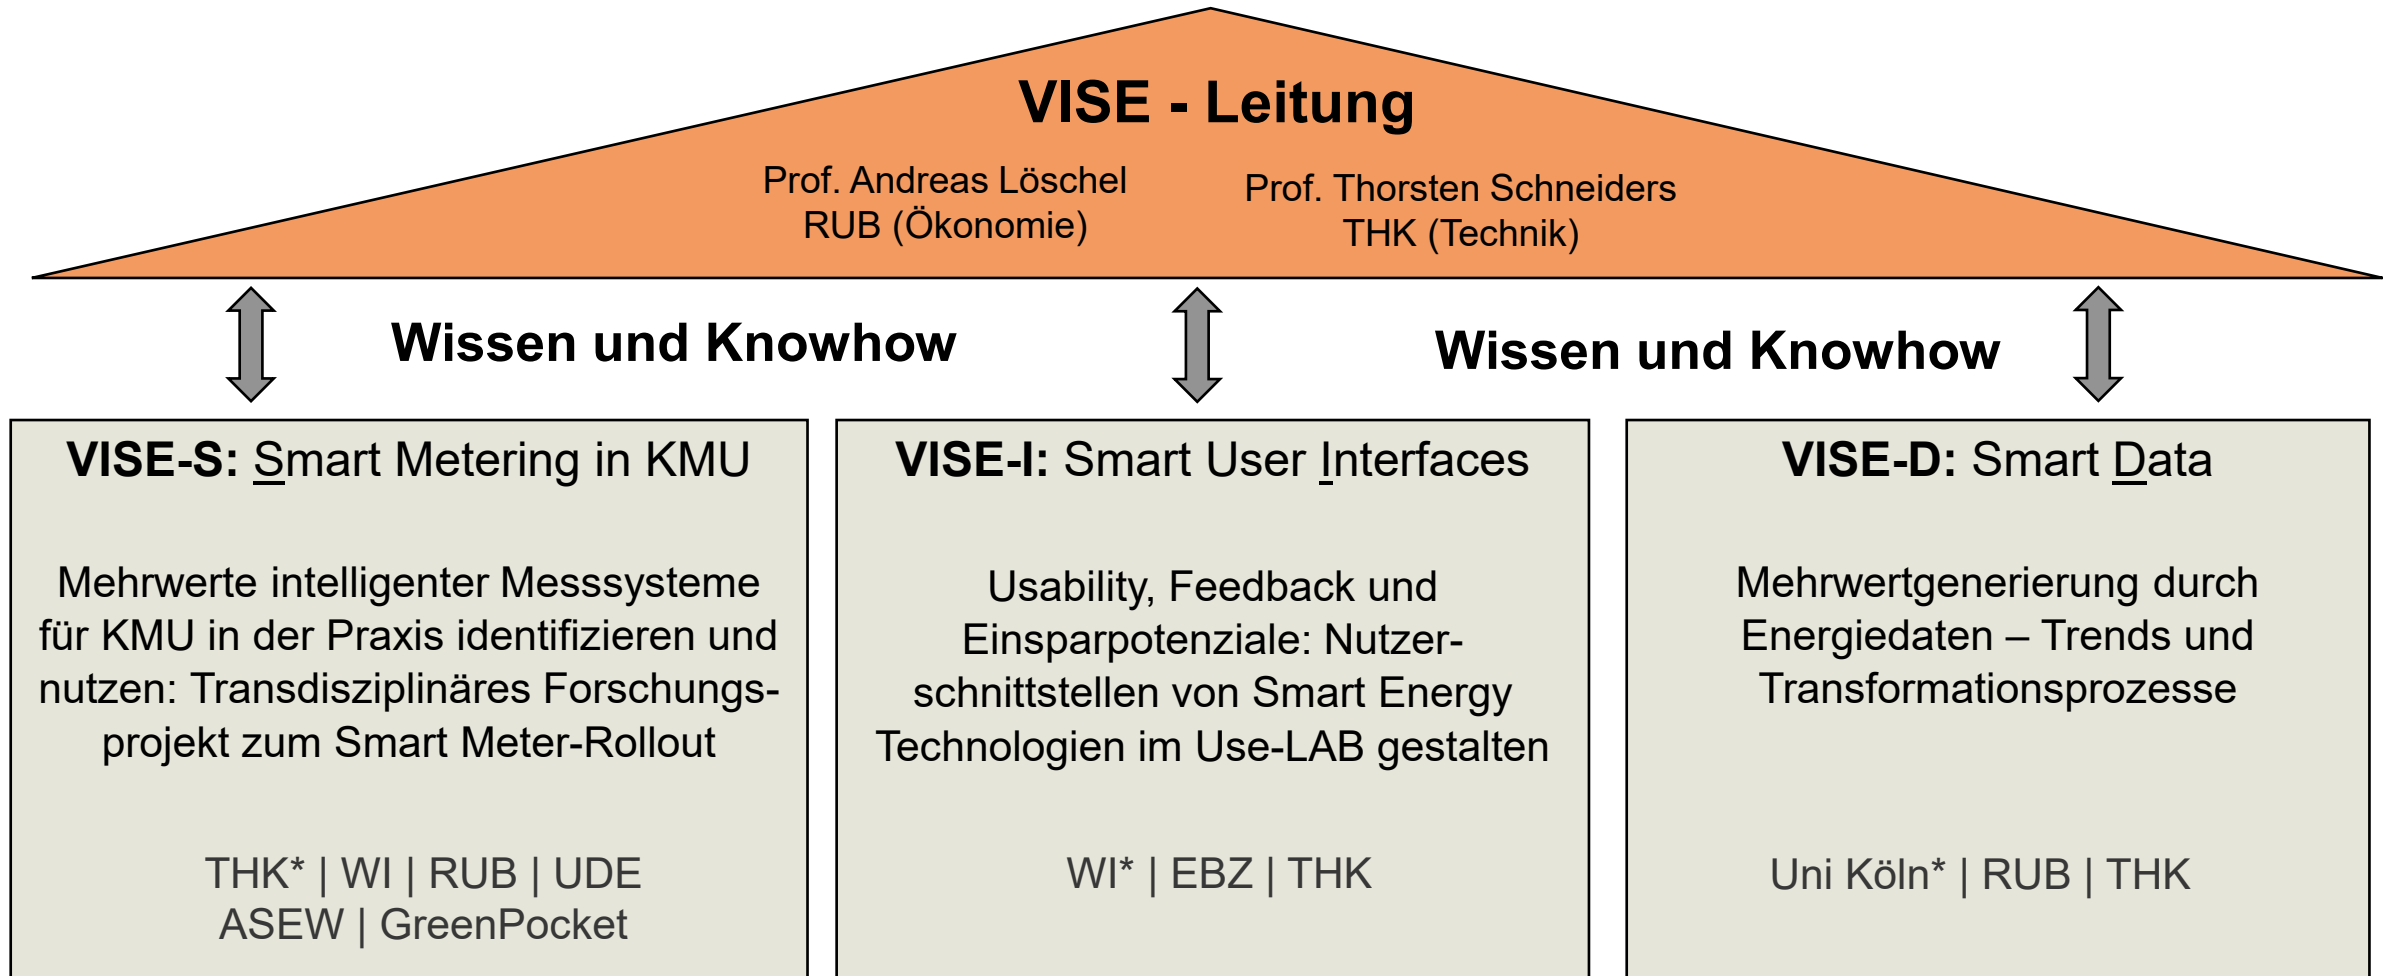 VISE - Leitung
Prof. Andreas Löschel
RUB (Ökonomie)
Prof. Thorsten Schneiders
THK (Technik)
Wissen und Knowhow
Wissen und Knowhow
VISE-S: Smart Metering in KMU
Mehrwerte intelligenter Messsysteme
für KMU in der Praxis identifizieren und
nutzen: Transdisziplinäres Forschungs-
projekt zum Smart Meter-Rollout
THK* | WI | RUB | UDE
ASEW | GreenPocket
VISE-I: Smart User Interfaces
Usability, Feedback und
Einsparpotenziale: Nutzer-
schnittstellen von Smart Energy
Technologien im Use-LAB gestalten
WI* | EBZ | THK
VISE-D: Smart Data
Mehrwertgenerierung durch
Energiedaten – Trends und
Transformationsprozesse
Uni Köln* | RUB | THK